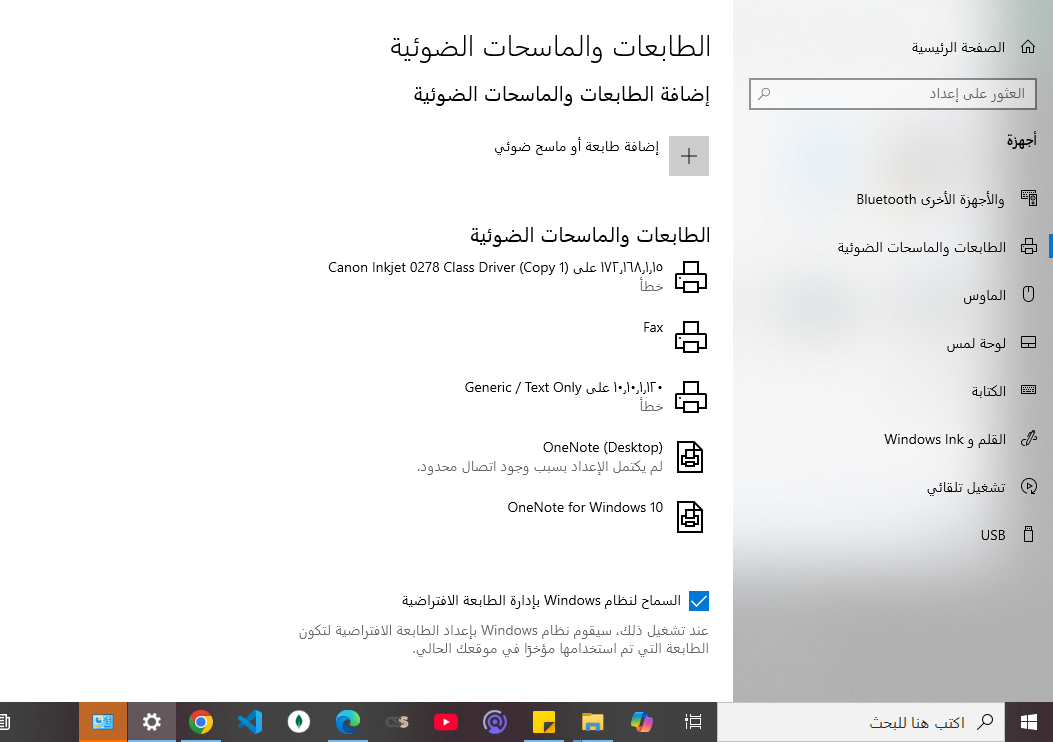 الصفحة الرئيسية
العثور على إعداد
أجهزة
Bluetooth والأجهزة الأخرى
الطابعات والماسحات الضوئية
الماوس
لوحة لمس
الكتابة
القلم و Windows Ink
تشغيل تلقائي
USB
الطابعات والماسحات الضوئية
إضافة الطابعات والماسحات الضوئية
إضافة طابعة أو ماسح ضوئي
الطابعات والماسحات الضوئية
Canon Inkjet 0278 Class Driver (Copy 1) على ١٧٢,١٦٨,١,١٥
خطأ
Fax
Generic / Text Only على ١٠,١٠,١,١٢٠
خطأ
OneNote (Desktop)
لم يكتمل الإعداد بسبب وجود اتصال محدود.
OneNote for Windows 10
السماح لنظام Windows بإدارة الطابعة الافتراضية
عند تشغيل ذلك، سيقوم نظام Windows بإعداد الطابعة الافتراضية لتكون
الطابعة التي تم استخدامها مؤخرًا في موقعك الحالي.
اكتب هنا للبحث